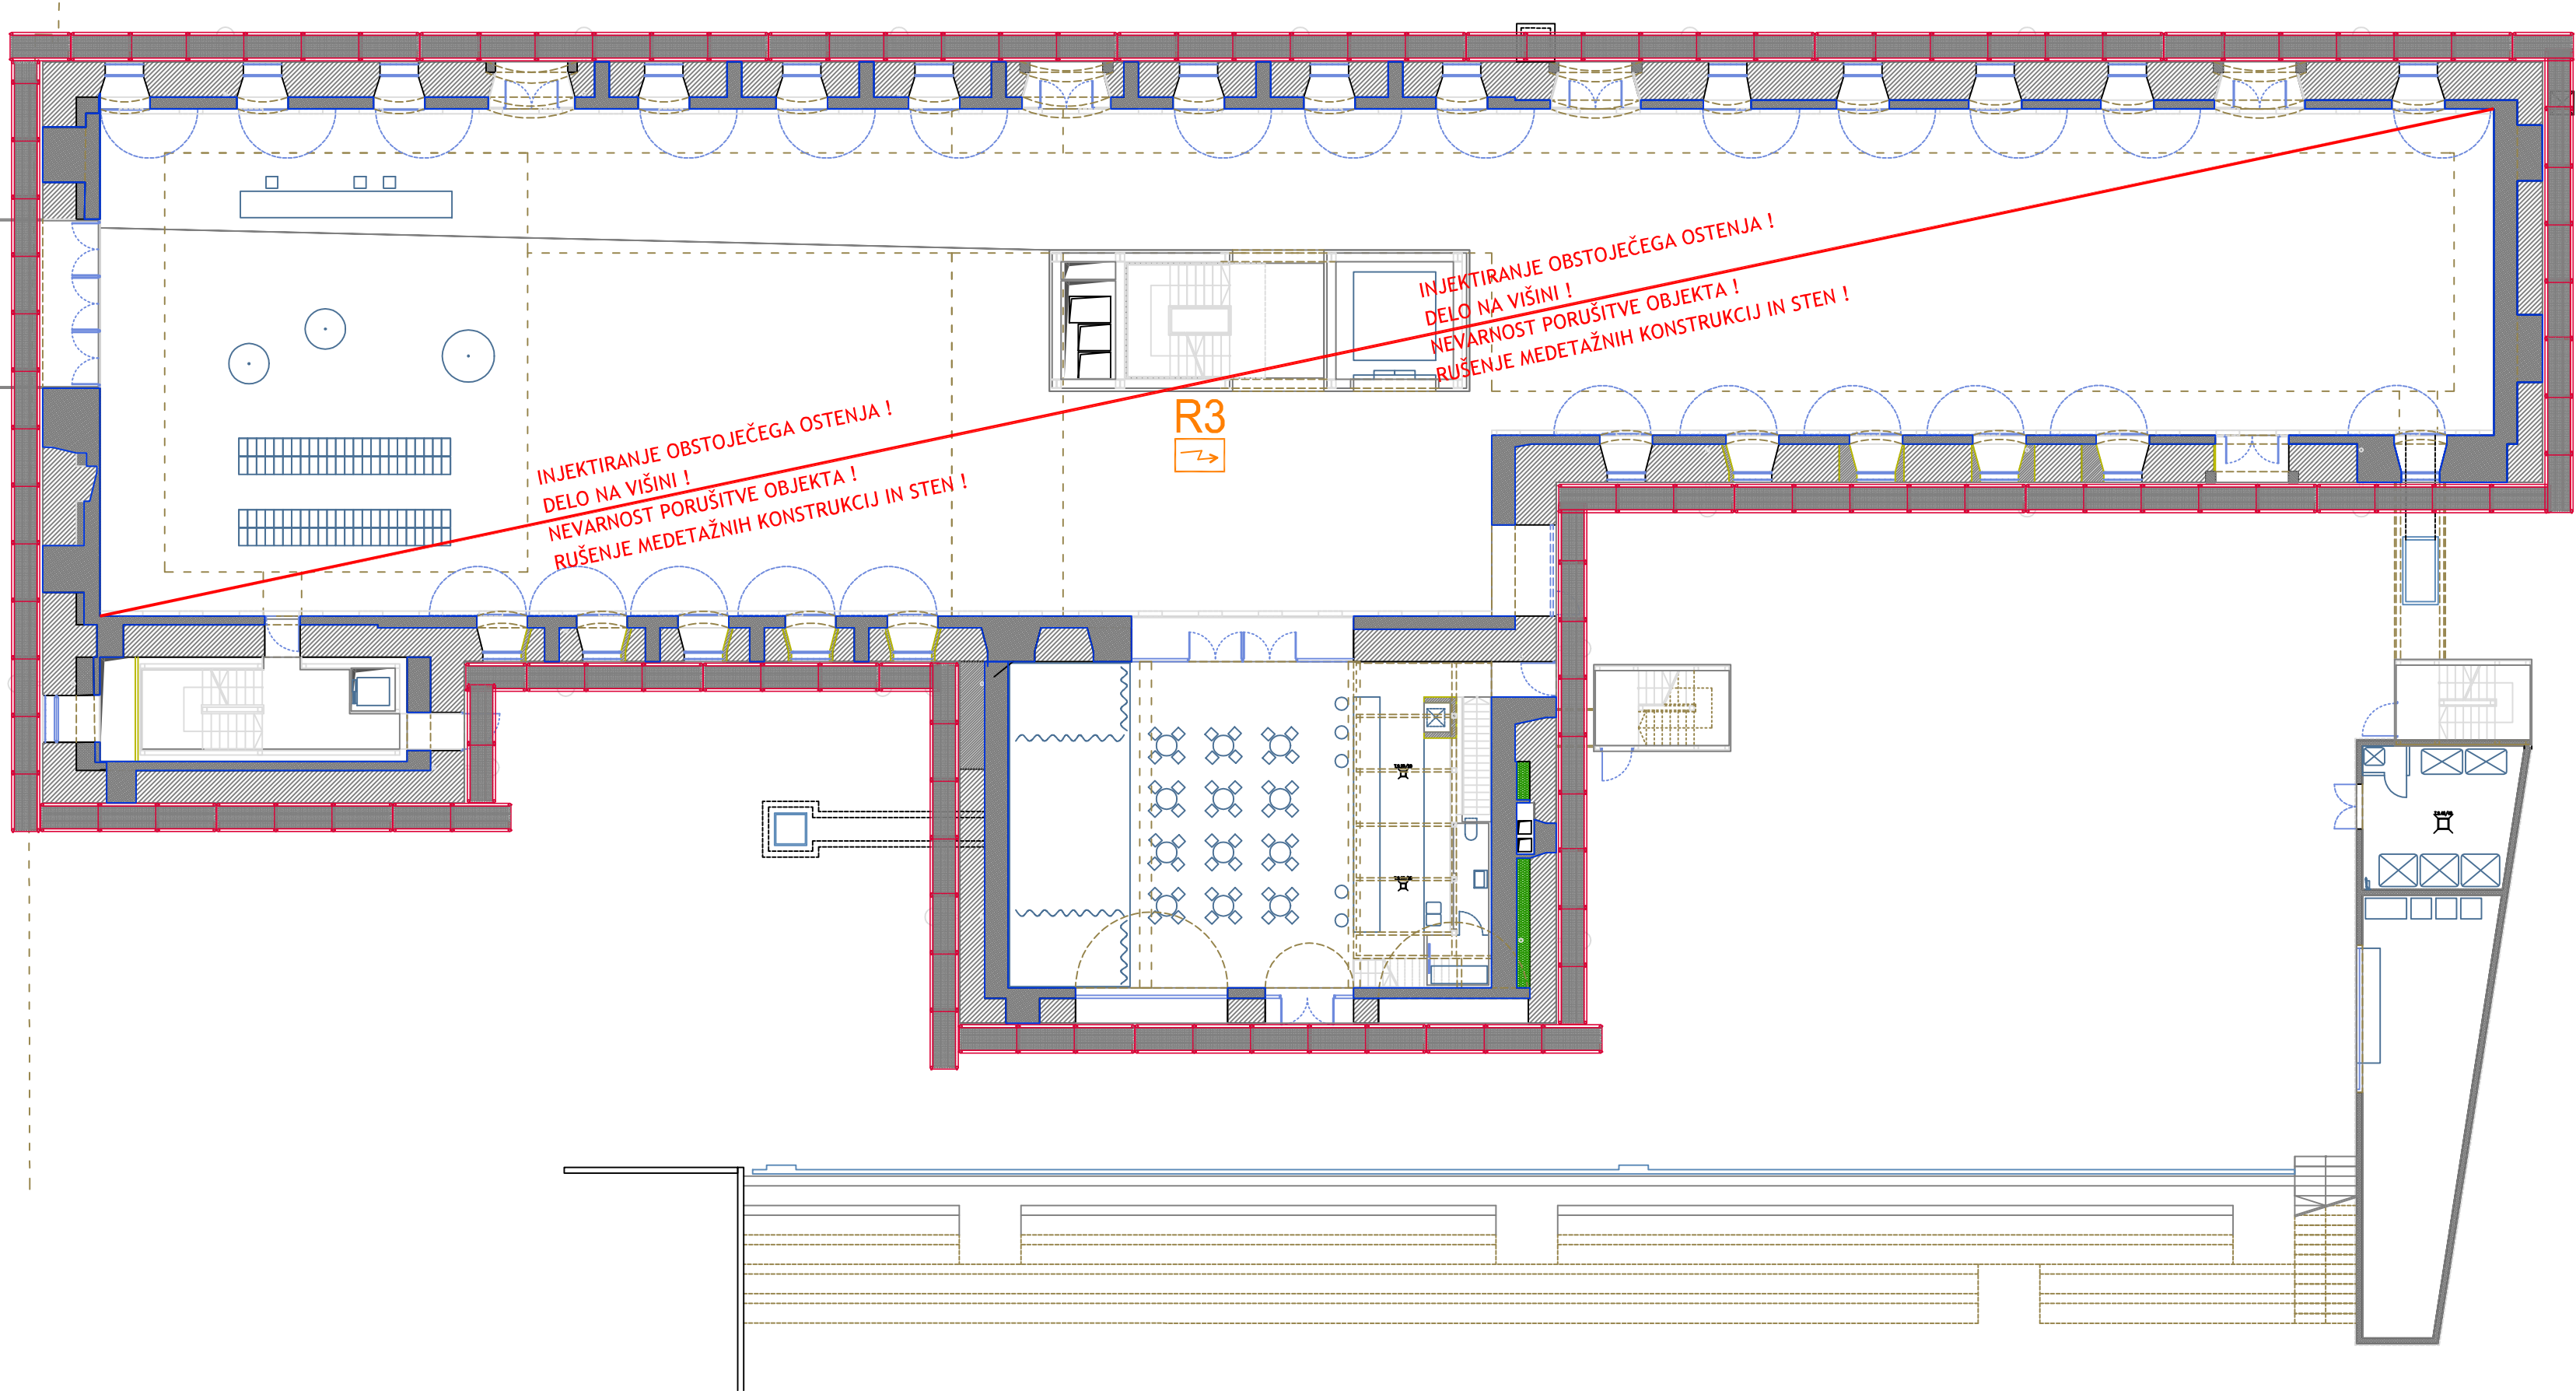 INJEKTIRANJE OBSTOJEČEGA OSTENJA !
DELO NA VIŠINI !
NEVARNOST PORUŠITVE OBJEKTA !
RUŠENJE MEDETAŽNIH KONSTRUKCIJ IN STEN !
R3
INJEKTIRANJE OBSTOJEČEGA OSTENJA !
DELO NA VIŠINI !
NEVARNOST PORUŠITVE OBJEKTA !
RUŠENJE MEDETAŽNIH KONSTRUKCIJ IN STEN !